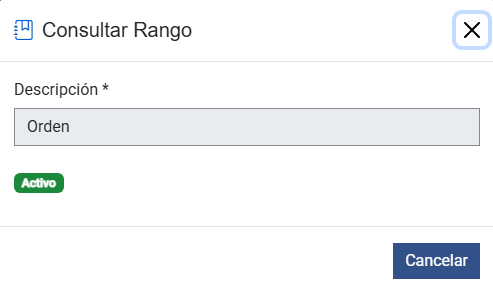 Consultar Rango
Descripción *
Orden
Activo
Cancelar